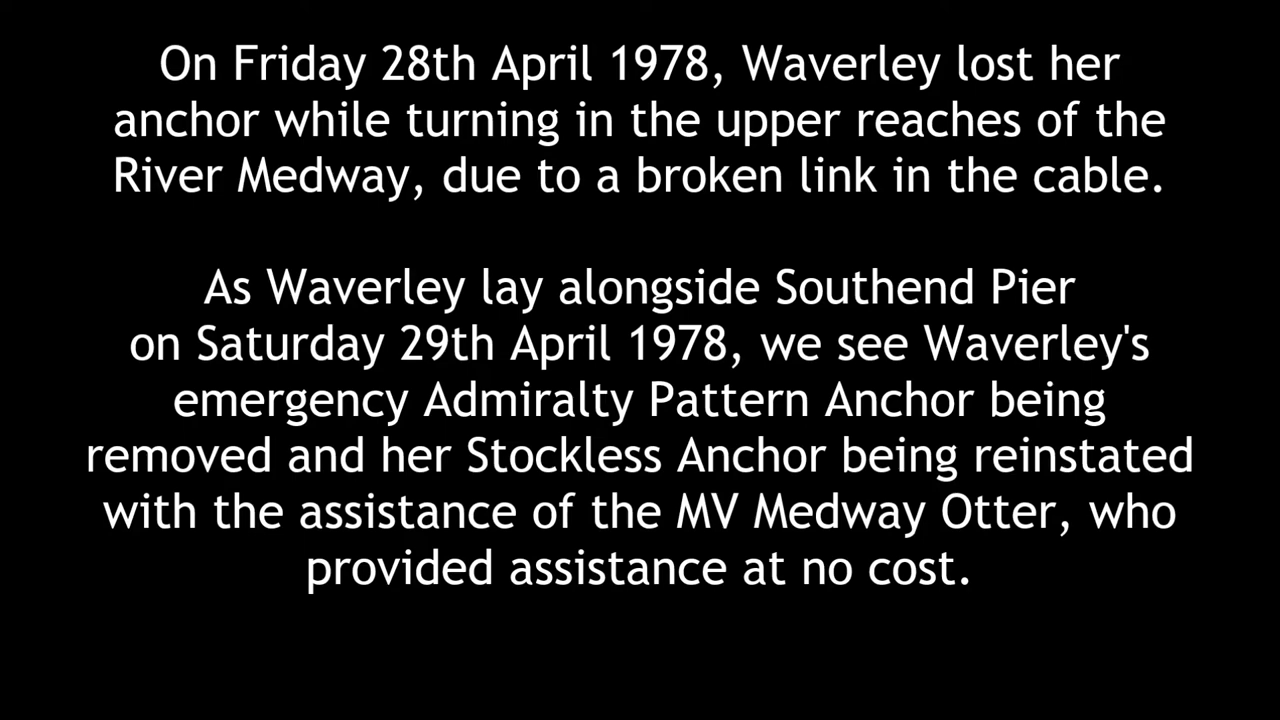 On Friday 28th April 1978, Waverley lost her
anchor while turning in the upper reaches of the
River Medway, due to a broken link in the cable.
As Waverley lay alongside Southend Pier
on Saturday 29th April 1978, we see Waverley's
emergency Admiralty Pattern Anchor being
removed and her Stockless Anchor being reinstated
with the assistance of the MV Medway Otter, who
provided assistance at no cost.